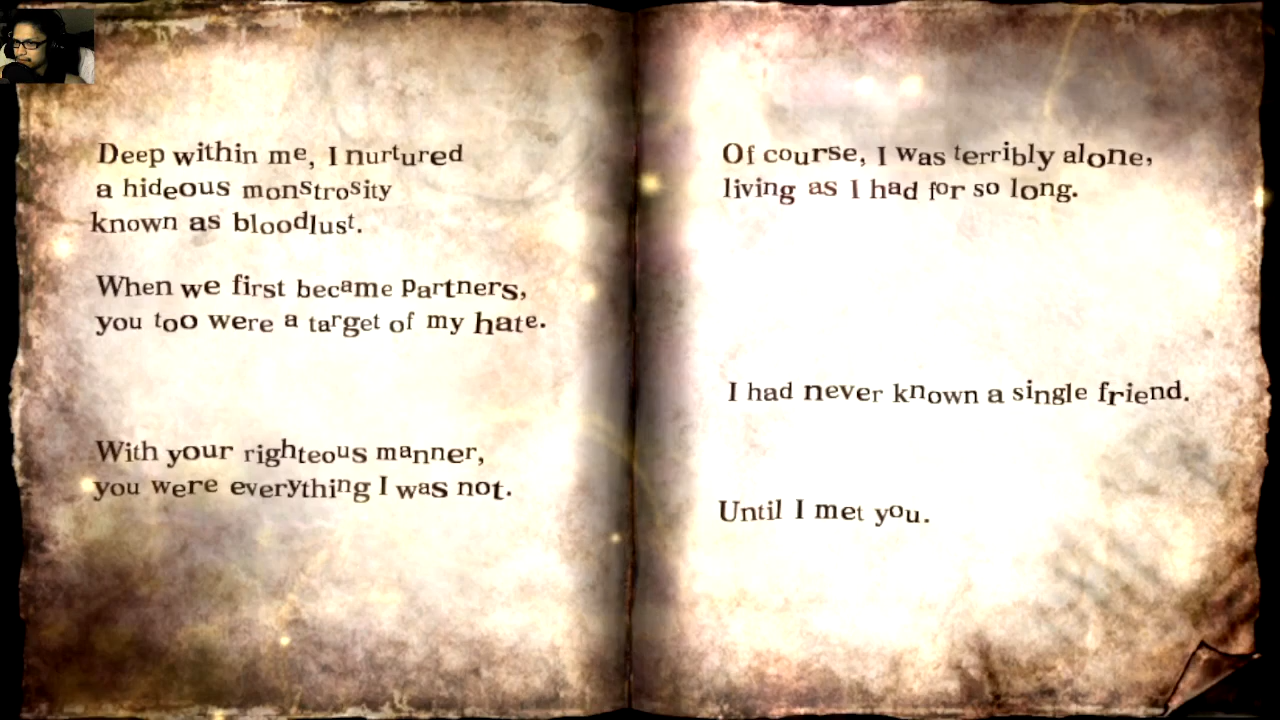 Deep within me, I nurtured
a hideous monstrosity
known as bloodlust.
When we first became partners,
you too were a target of my hate.
With your righteous manner,
you were everything I was not.
Of course, I was terribly alone,
living as I had for so long.
I had never known a single friend.
Until I met you.